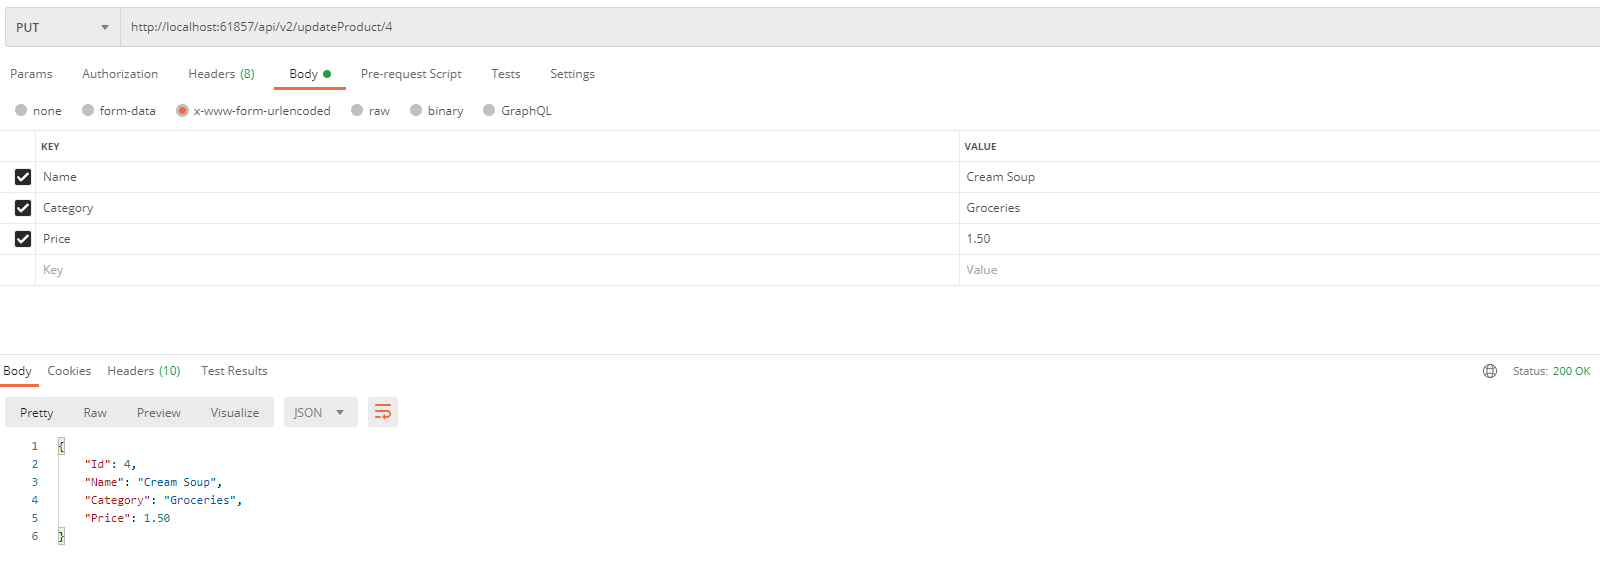 PUT http://localhost:61857/api/v2/updateProduct/4
Params Authorization Headers (8) Body Pre-request Script Tests Settings
none form-data x-www-form-urlencoded raw binary GraphQL
KEY VALUE
Name Cream Soup
Category Groceries
Price 1.50
Key Value
Body Cookies Headers (10) Test Results Status: 200 OK
Pretty Raw Preview Visualize JSON
1 {
2 "Id": 4,
3 "Name": "Cream Soup",
4 "Category": "Groceries",
5 "Price": 1.50
6 }